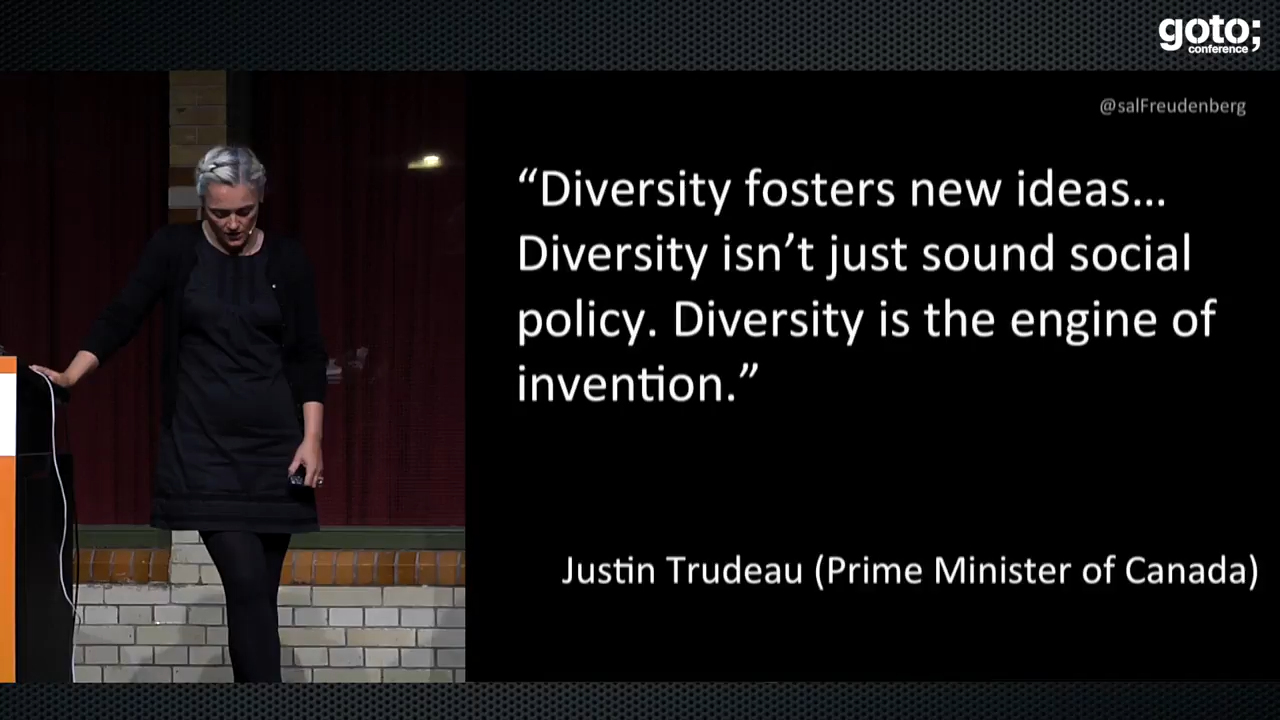 goto;
conference
@salFreudenberg
“Diversity fosters new ideas…
Diversity isn’t just sound social
policy. Diversity is the engine of
invention.”
Justin Trudeau (Prime Minister of Canada)